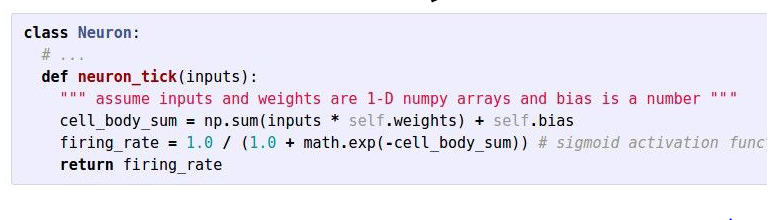 class Neuron:
# ...
def neuron_tick(inputs):
""" assume inputs and weights are 1-D numpy arrays and bias is a number """
cell_body_sum = np.sum(inputs * self.weights) + self.bias
firing_rate = 1.0 / (1.0 + math.exp(-cell_body_sum)) # sigmoid activation func
return firing_rate